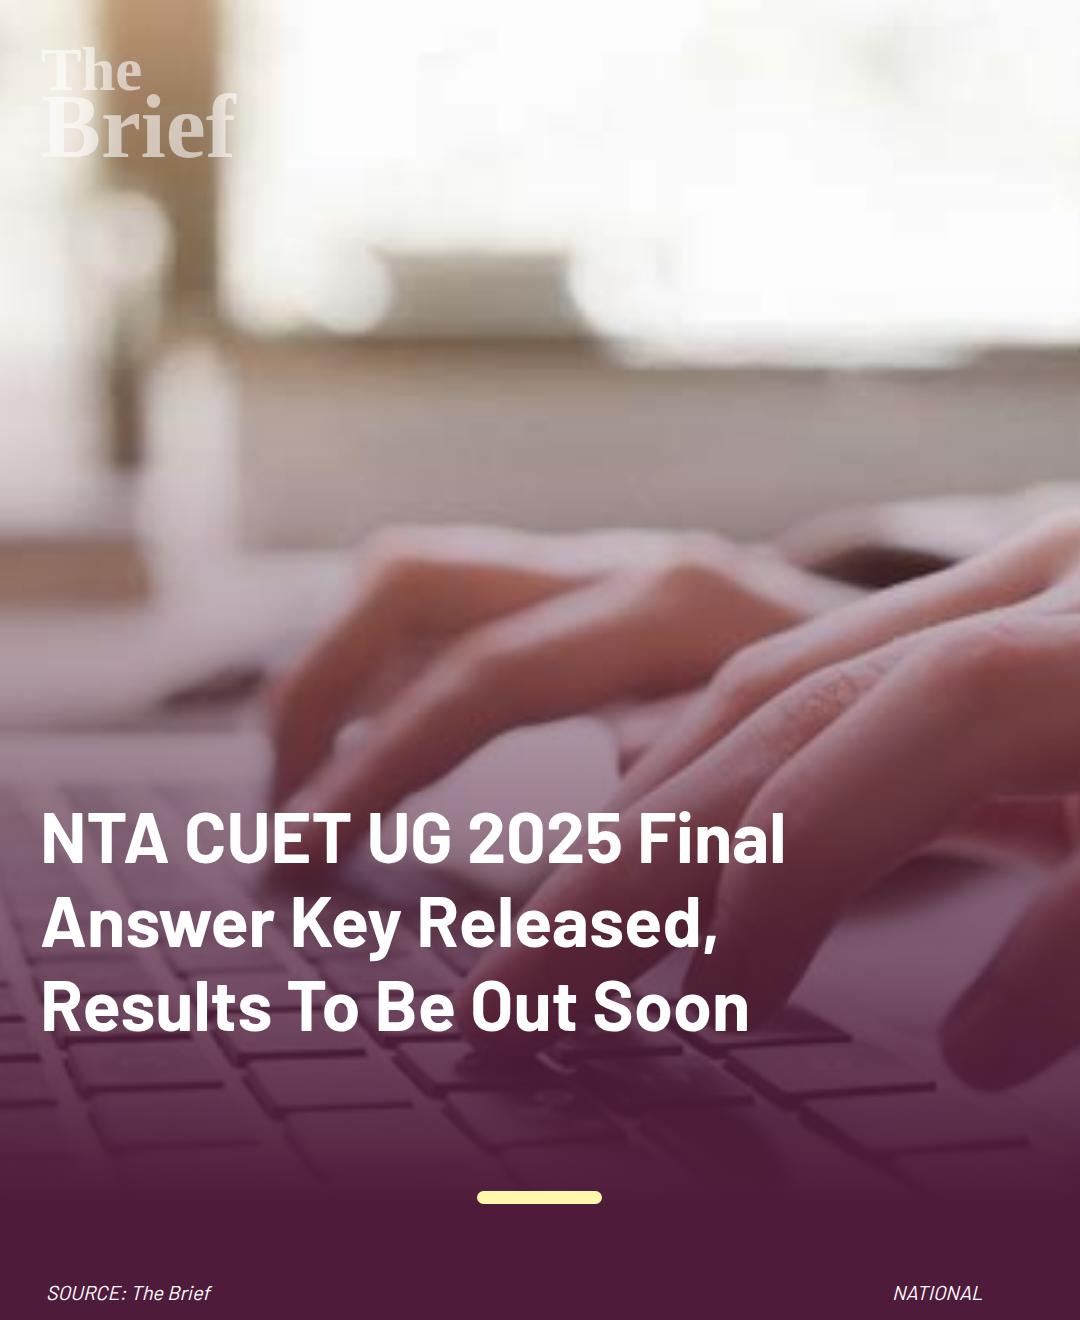 The
Brief
NTA CUET UG 2025 Final
Answer Key Released,
Results To Be Out Soon
SOURCE: The Brief
NATIONAL